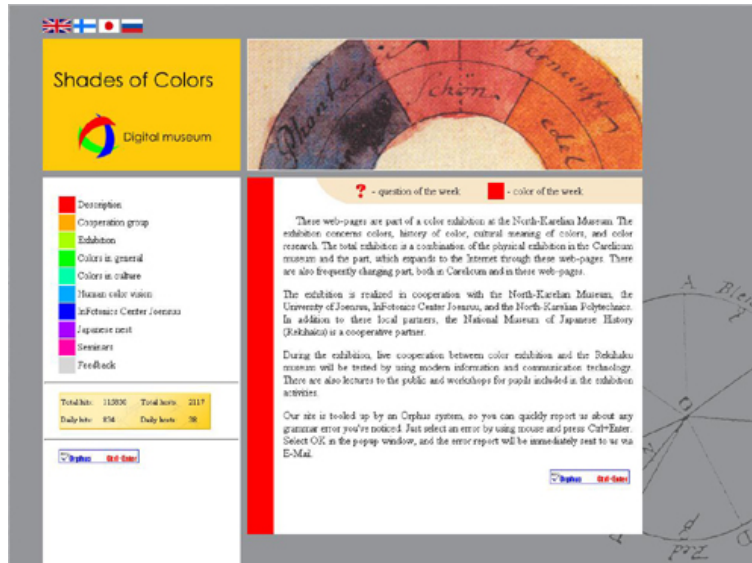 Shades of Colors
Digital museum
Phantasie
Schön
Vernunft
edel
Description
Cooperation group
Exhibition
Colors in general
Colors in culture
Human color vision
InFotonics Center Joensuu
Japanese nest
Seminars
Feedback
Total hits: Total hosts: 2117
Daily hits: Daily hosts:
Orphus Ctrl+Enter
? - question of the week - color of the week
These web-pages are part of a color exhibition at the North-Karelian Museum. The
exhibition concerns colors, history of color, cultural meaning of colors, and color
research. The total exhibition is a combination of the physical exhibition in the Carelicum
museum and the part, which expands to the Internet through these web-pages. There
are also frequently changing part, both in Carelicum and in these web-pages.
The exhibition is realized in cooperation with the North-Karelian Museum, the
University of Joensuu, InFotonics Center Joensuu, and the North-Karelian Polytechnics.
In addition to these local partners, the National Museum of Japanese History
(Rekihaku) is a cooperative partner.
During the exhibition, live cooperation between color exhibition and the Rekihaku
museum will be tested by using modern information and communication technology.
There are also lectures to the public and workshops for pupils included in the exhibition
activities.
Our site is tooled up by an Orphus system, so you can quickly report us about any
grammar error you've noticed. Just select an error by using mouse and press Ctrl+Enter.
Select OK in the popup window, and the error report will be immediately sent to us via
E-Mail.
Orphus Ctrl+Enter
A
O
D